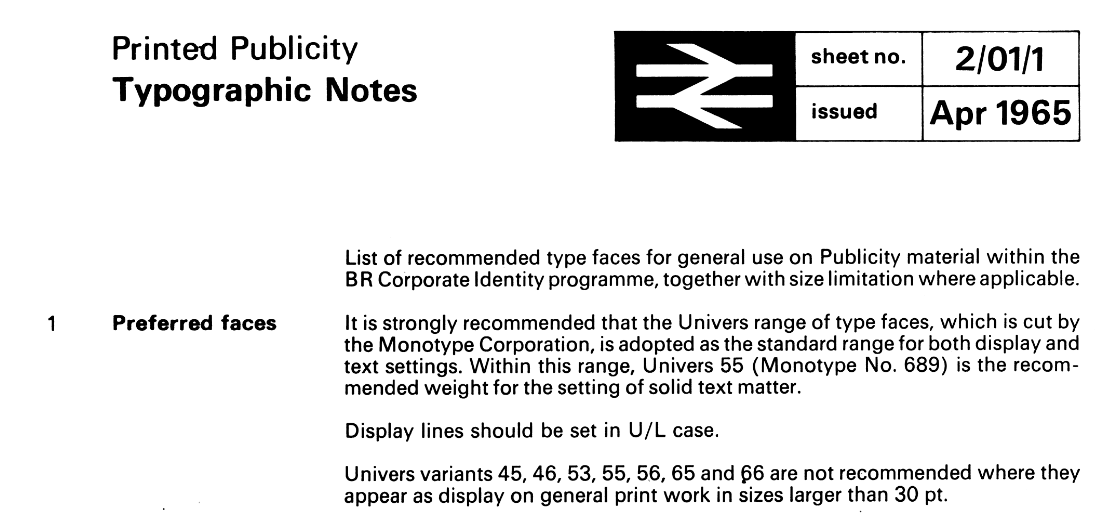 Printed Publicity
Typographic Notes
sheet no. 2/01/1
issued Apr 1965
List of recommended type faces for general use on Publicity material within the
BR Corporate Identity programme, together with size limitation where applicable.
1 Preferred faces It is strongly recommended that the Univers range of type faces, which is cut by
the Monotype Corporation, is adopted as the standard range for both display and
text settings. Within this range, Univers 55 (Monotype No. 689) is the recom-
mended weight for the setting of solid text matter.
Display lines should be set in U/L case.
Univers variants 45, 46, 53, 55, 56, 65 and 66 are not recommended where they
appear as display on general print work in sizes larger than 30 pt.